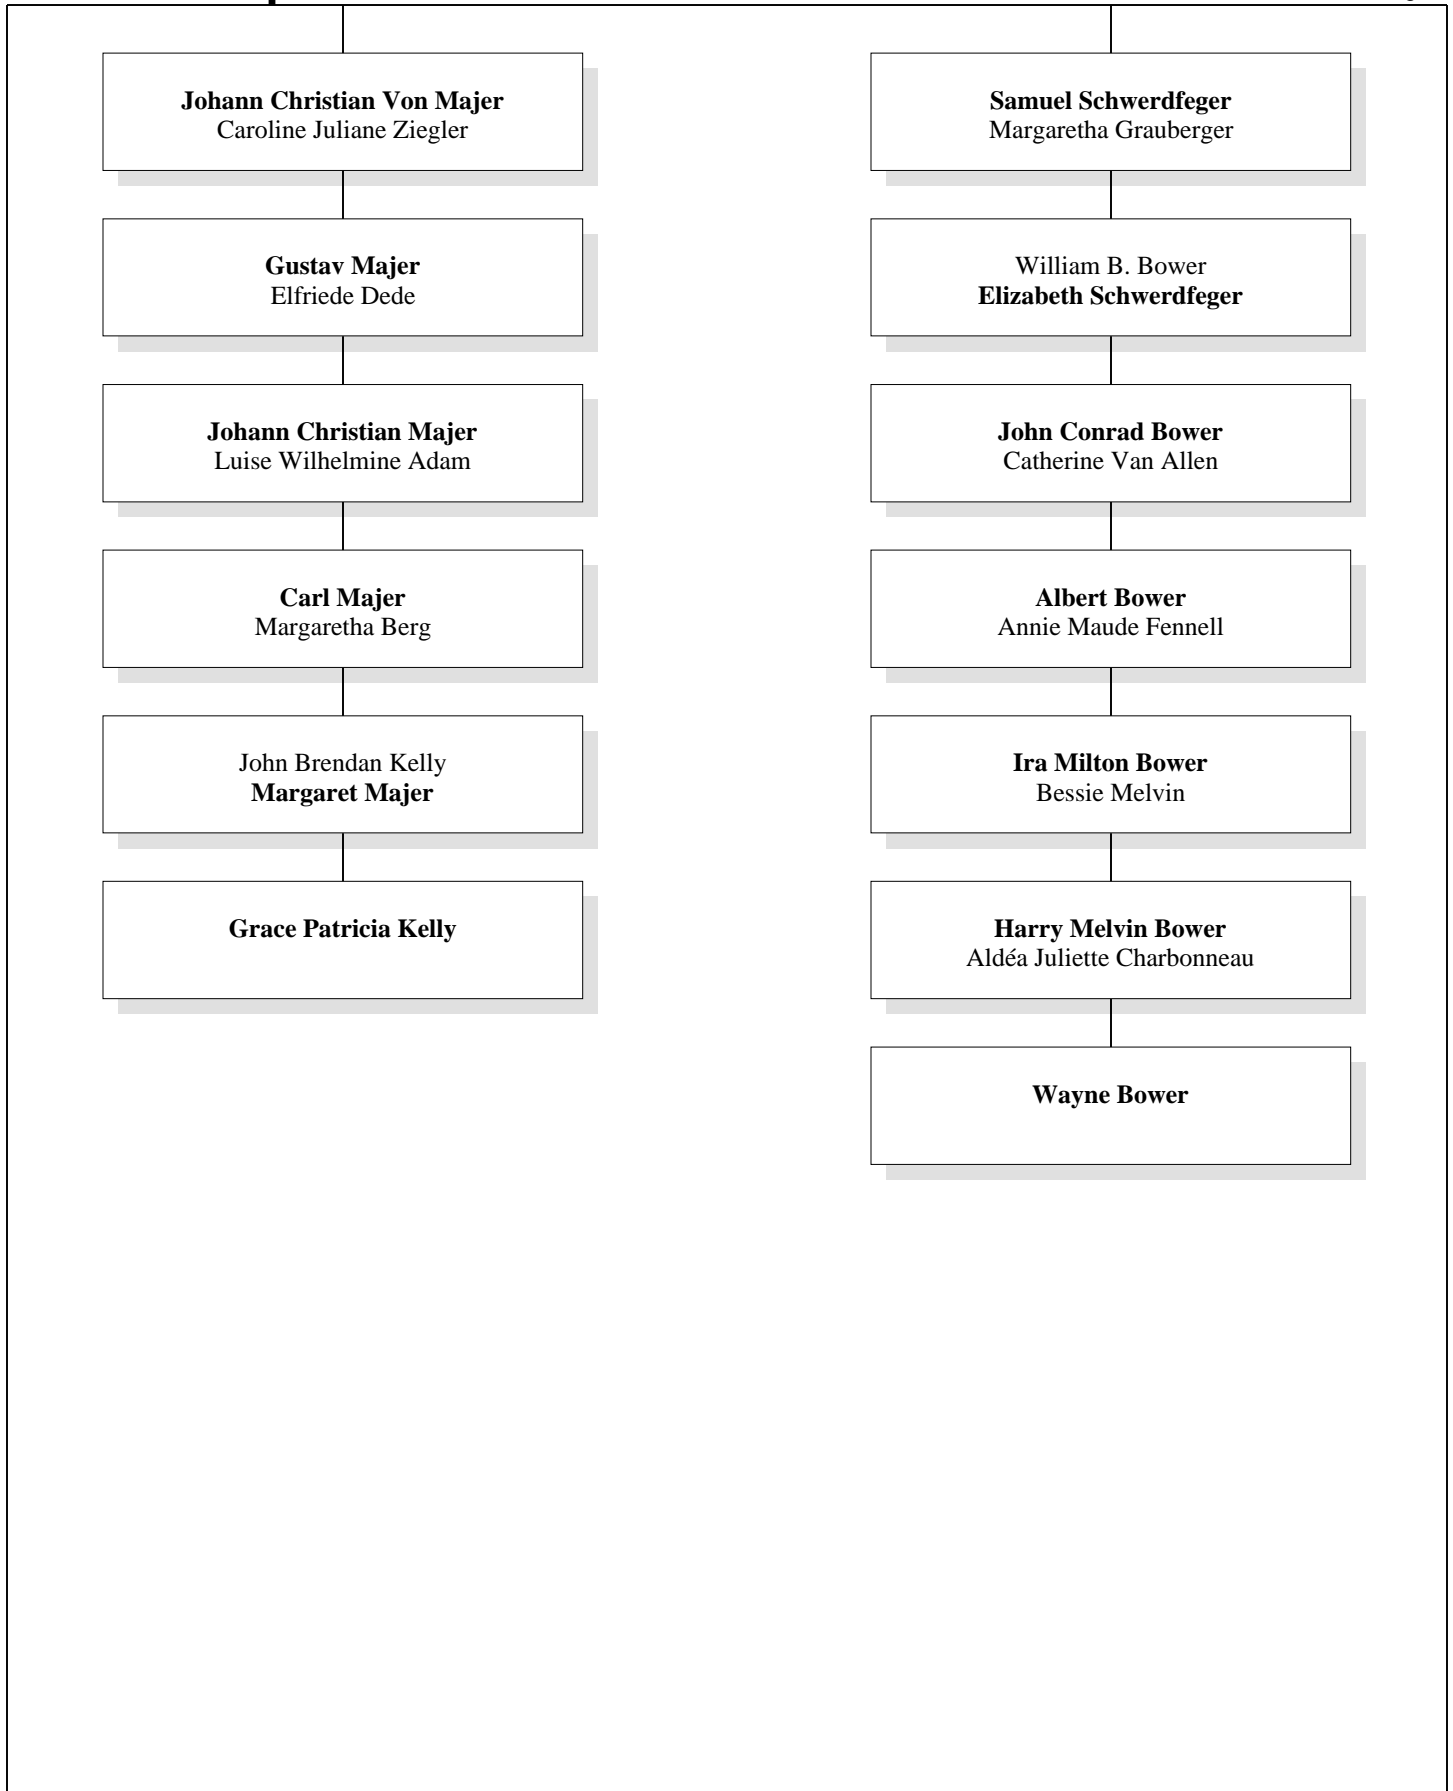 Johann Christian Von Majer
Caroline Juliane Ziegler
Gustav Majer
Elfriede Dede
Johann Christian Majer
Luise Wilhelmine Adam
Carl Majer
Margaretha Berg
John Brendan Kelly
Margaret Majer
Grace Patricia Kelly
Samuel Schwerdfeger
Margaretha Grauberger
William B. Bower
Elizabeth Schwerdfeger
John Conrad Bower
Catherine Van Allen
Albert Bower
Annie Maude Fennell
Ira Milton Bower
Bessie Melvin
Harry Melvin Bower
Aldéa Juliette Charbonneau
Wayne Bower